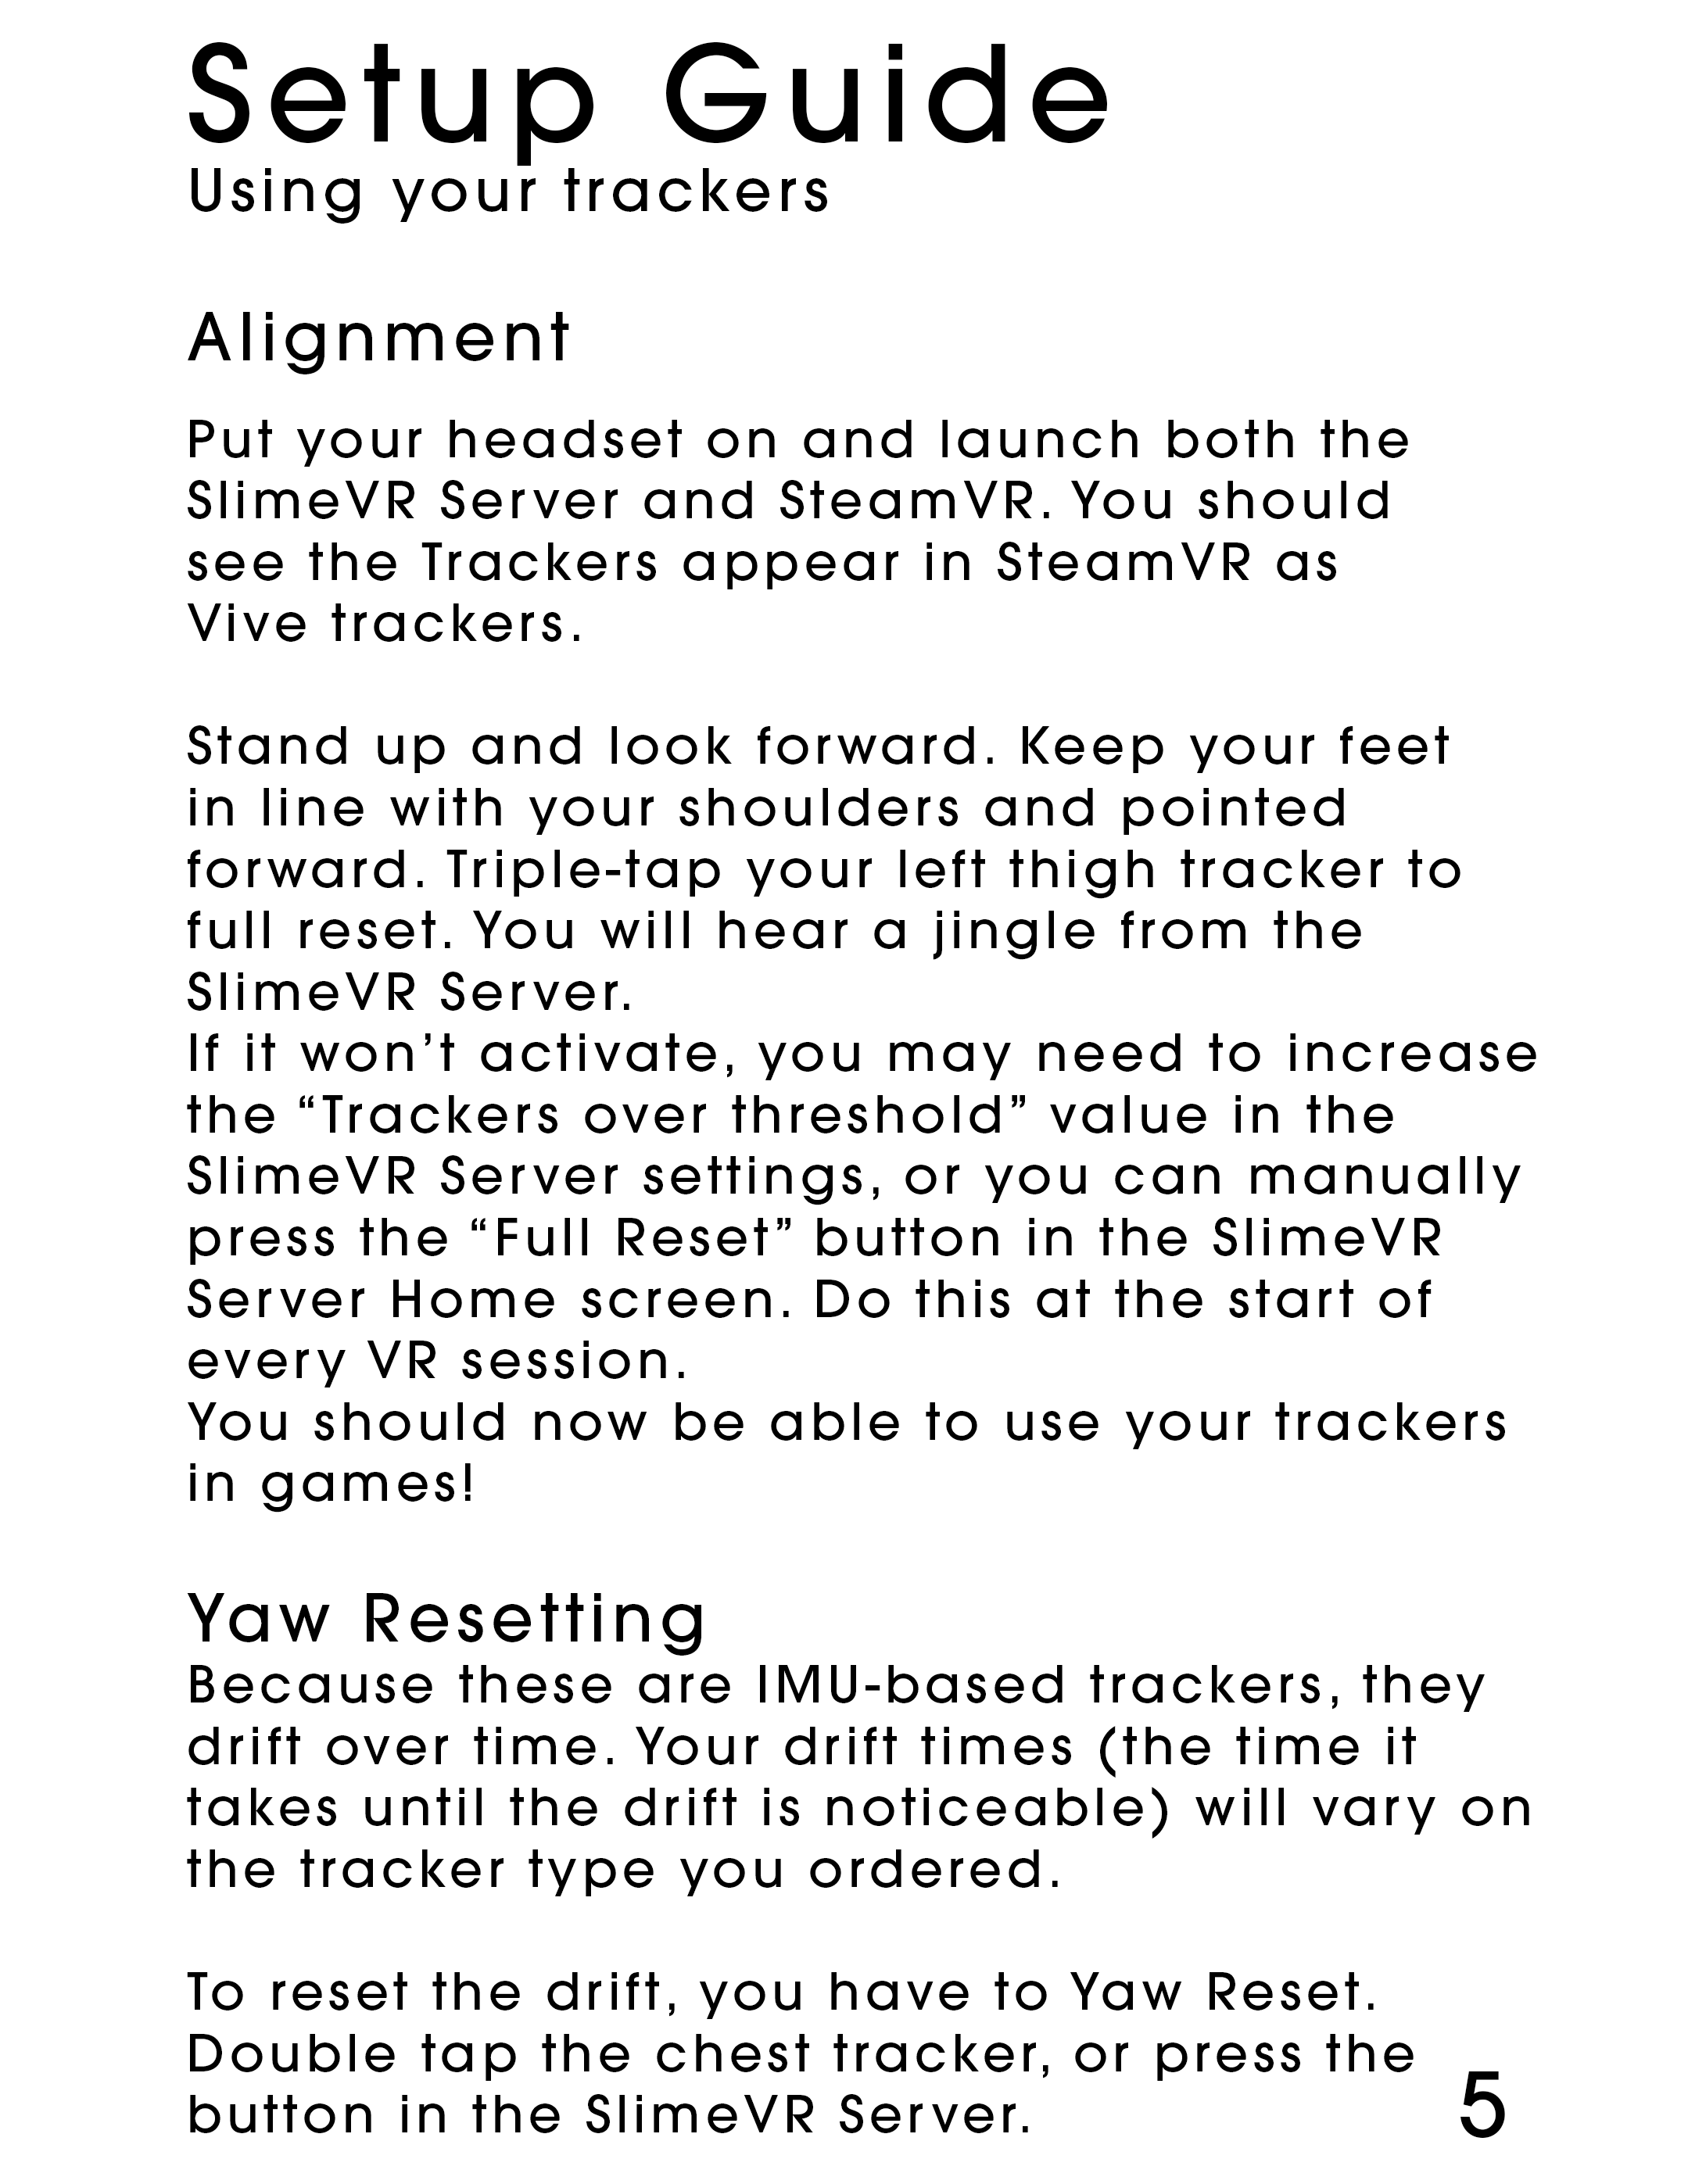 Setup Guide
Using your trackers
Alignment
Put your headset on and launch both the
SlimeVR Server and SteamVR. You should
see the Trackers appear in SteamVR as
Vive trackers.
Stand up and look forward. Keep your feet
in line with your shoulders and pointed
forward. Triple-tap your left thigh tracker to
full reset. You will hear a jingle from the
SlimeVR Server.
If it won’t activate, you may need to increase
the “Trackers over threshold” value in the
SlimeVR Server settings, or you can manually
press the “Full Reset” button in the SlimeVR
Server Home screen. Do this at the start of
every VR session.
You should now be able to use your trackers
in games!
Yaw Resetting
Because these are IMU-based trackers, they
drift over time. Your drift times (the time it
takes until the drift is noticeable) will vary on
the tracker type you ordered.
To reset the drift, you have to Yaw Reset.
Double tap the chest tracker, or press the
button in the SlimeVR Server.
5